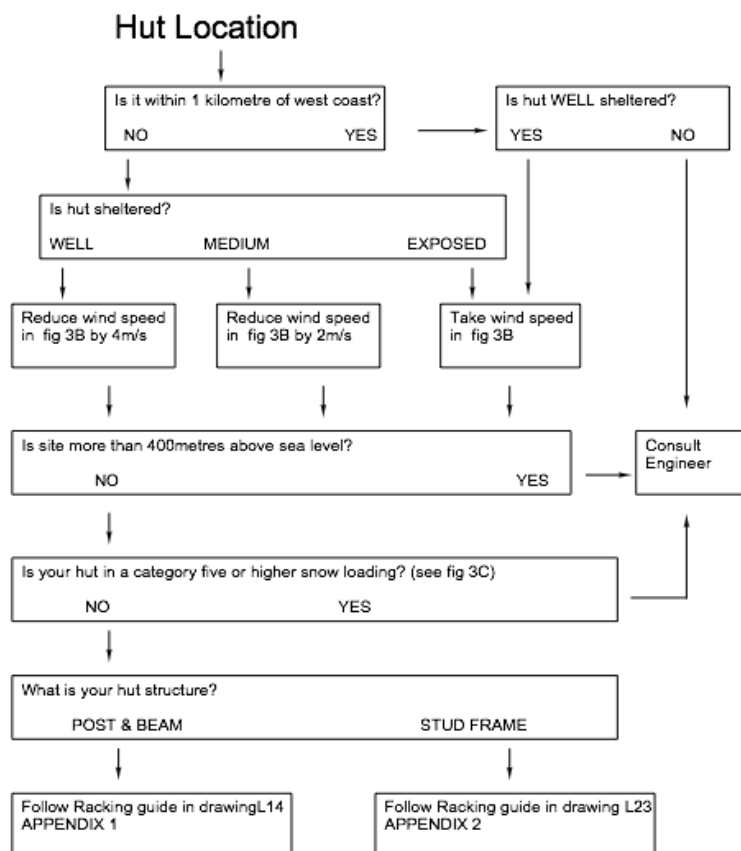 Hut Location
Is it within 1 kilometre of west coast?
NO YES
Is hut WELL sheltered?
YES NO
Is hut sheltered?
WELL MEDIUM EXPOSED
Reduce wind speed
in fig 3B by 4m/s
Reduce wind speed
in fig 3B by 2m/s
Take wind speed
in fig 3B
Is site more than 400metres above sea level?
NO YES
Consult
Engineer
Is your hut in a category five or higher snow loading? (see fig 3C)
NO YES
What is your hut structure?
POST & BEAM STUD FRAME
Follow Racking guide in drawingL14
APPENDIX 1
Follow Racking guide in drawing L23
APPENDIX 2